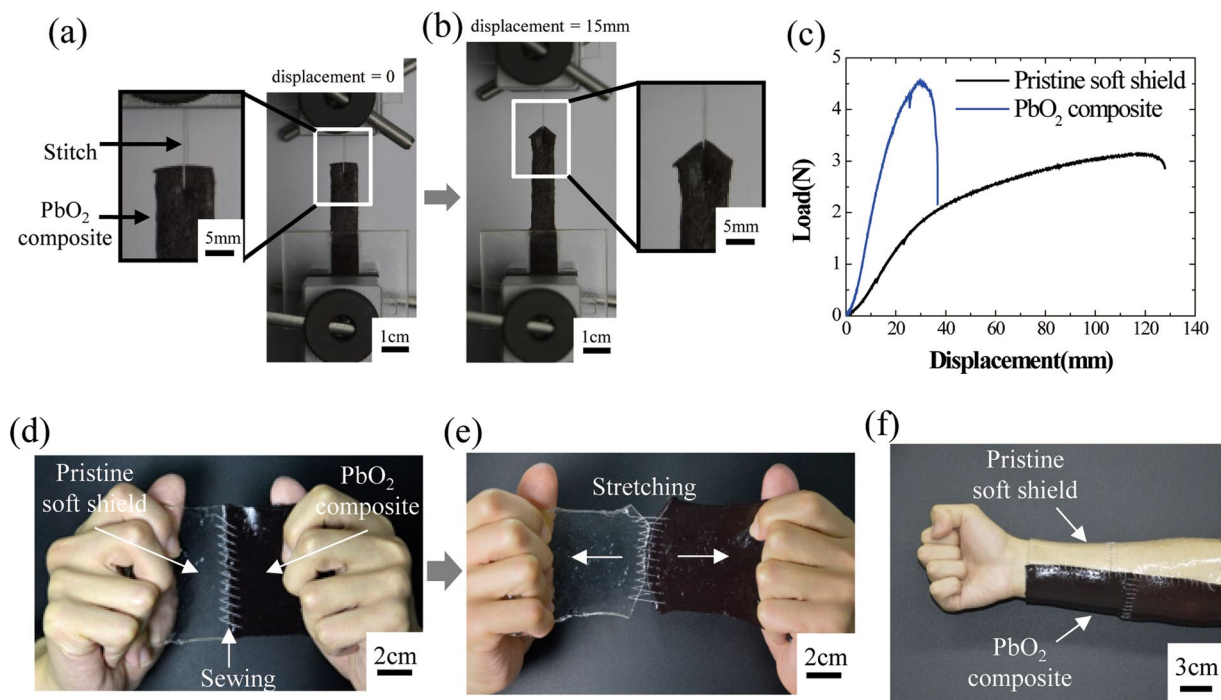 (a)
displacement = 0
Stitch
PbO₂
composite
5mm
1cm
(b)
displacement = 15mm
5mm
1cm
(c)
Load(N)
5
4
3
2
1
0
Pristine soft shield
PbO₂ composite
0 20 40 60 80 100 120 140
Displacement(mm)
(d)
Pristine
soft shield
PbO₂
composite
Sewing
2cm
(e)
Stretching
2cm
(f)
Pristine
soft shield
PbO₂
composite
3cm